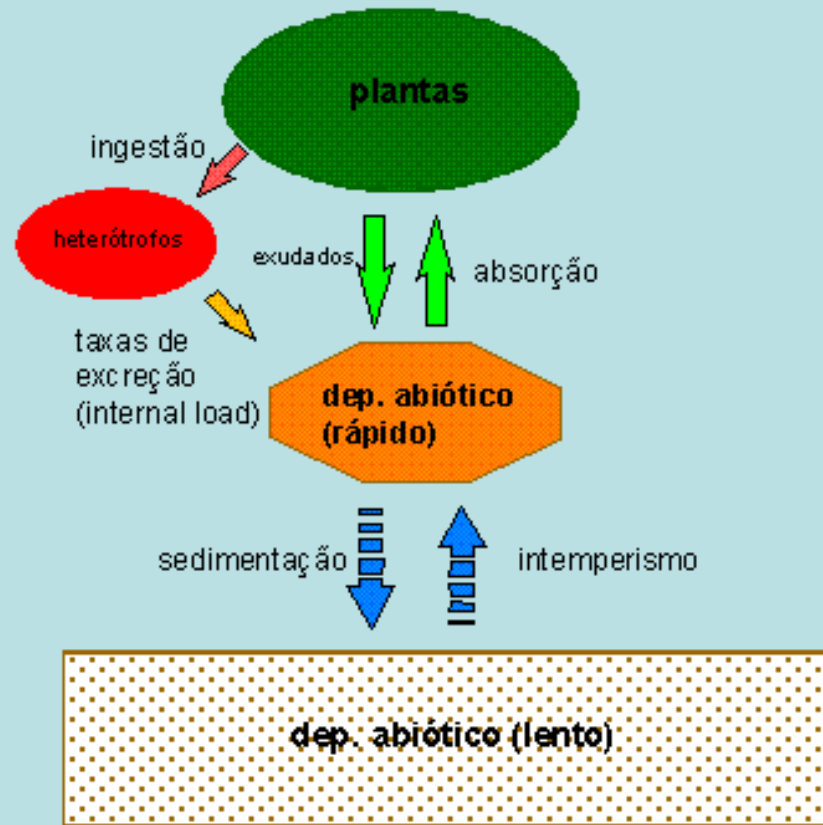 plantas
ingestão
heterótrofos
exudados
absorção
taxas de
excreção
(internal load)
dep. abiótico
(rápido)
sedimentação
intemperismo
dep. abiótico (lento)